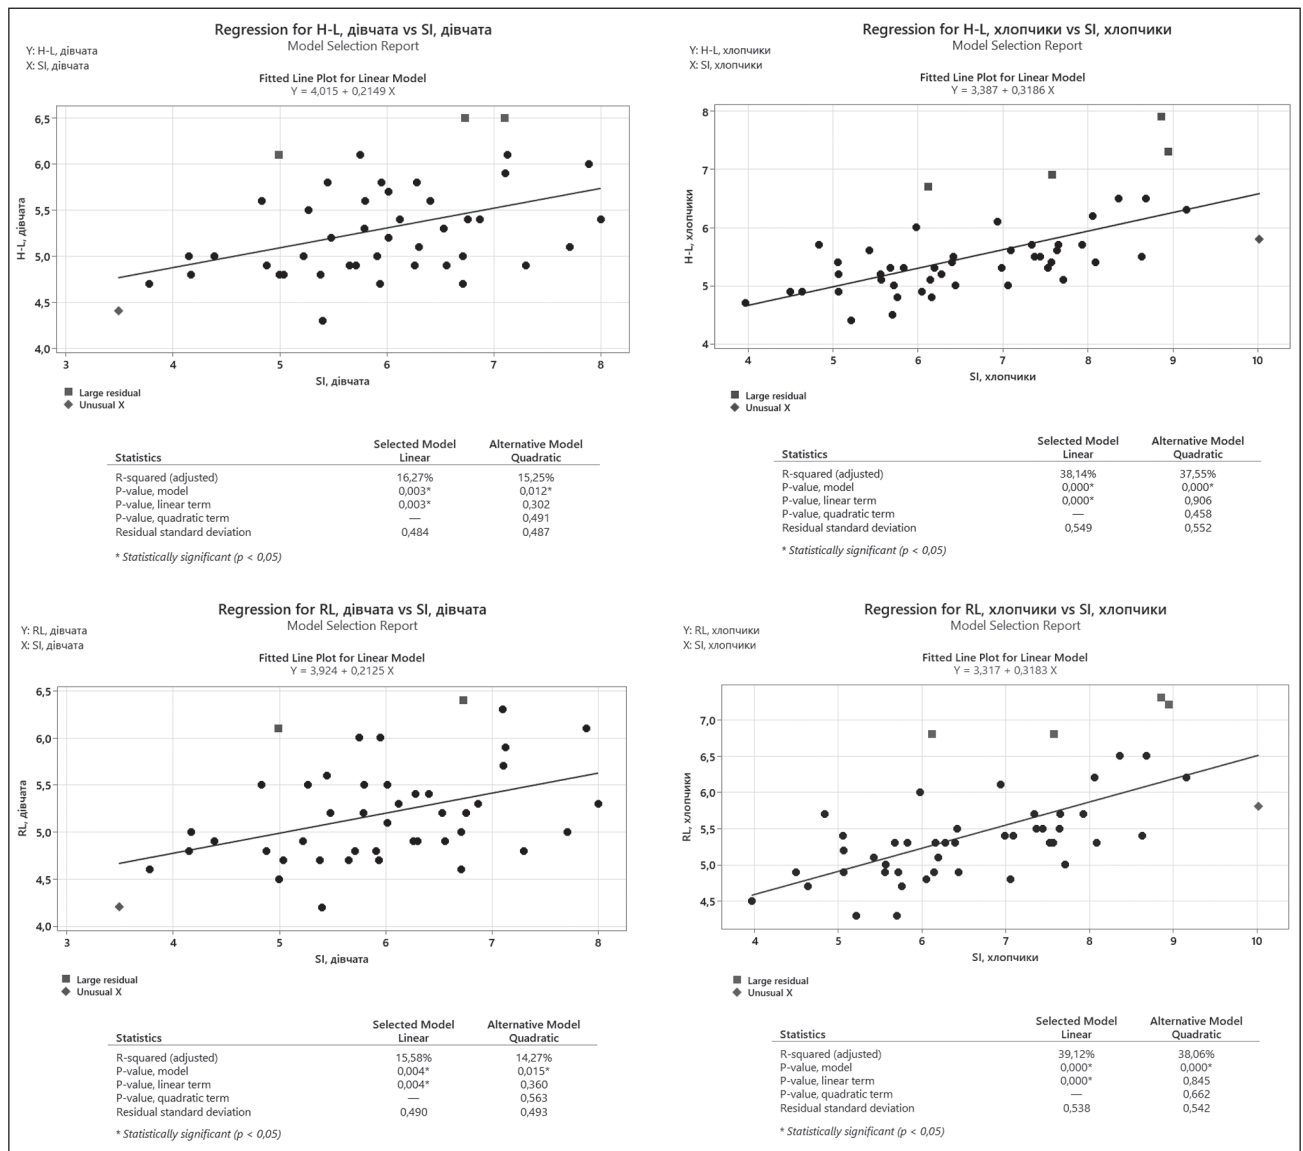 Regression for H-L, дівчата vs SI, дівчата
Model Selection Report
Y: H-L, дівчата
X: SI, дівчата
Fitted Line Plot for Linear Model
Y = 4,015 + 0,2149 X
6,5
6,0
5,5
5,0
4,5
4,0
H-L, дівчата
3 4 5 6 7 8
SI, дівчата
Large residual
Unusual X
Selected Model Alternative Model
Statistics Linear Quadratic
R-squared (adjusted) 16,27% 15,25%
P-value, model 0,003* 0,012*
P-value, linear term 0,003* 0,302
P-value, quadratic term — 0,491
Residual standard deviation 0,484 0,487
* Statistically significant (p < 0,05)
Regression for H-L, хлопчики vs SI, хлопчики
Model Selection Report
Y: H-L, хлопчики
X: SI, хлопчики
Fitted Line Plot for Linear Model
Y = 3,387 + 0,3186 X
8
7
6
5
4
H-L, хлопчики
4 5 6 7 8 9 10
SI, хлопчики
Large residual
Unusual X
Selected Model Alternative Model
Statistics Linear Quadratic
R-squared (adjusted) 38,14% 37,55%
P-value, model 0,000* 0,000*
P-value, linear term 0,000* 0,906
P-value, quadratic term — 0,458
Residual standard deviation 0,549 0,552
* Statistically significant (p < 0,05)
Regression for RL, дівчата vs SI, дівчата
Model Selection Report
Y: RL, дівчата
X: SI, дівчата
Fitted Line Plot for Linear Model
Y = 3,924 + 0,2125 X
6,5
6,0
5,5
5,0
4,5
4,0
RL, дівчата
3 4 5 6 7 8
SI, дівчата
Large residual
Unusual X
Selected Model Alternative Model
Statistics Linear Quadratic
R-squared (adjusted) 15,58% 14,27%
P-value, model 0,004* 0,015*
P-value, linear term 0,004* 0,360
P-value, quadratic term — 0,563
Residual standard deviation 0,490 0,493
* Statistically significant (p < 0,05)
Regression for RL, хлопчики vs SI, хлопчики
Model Selection Report
Y: RL, хлопчики
X: SI, хлопчики
Fitted Line Plot for Linear Model
Y = 3,317 + 0,3183 X
7,0
6,5
6,0
5,5
5,0
4,5
RL, хлопчики
4 5 6 7 8 9 10
SI, хлопчики
Large residual
Unusual X
Selected Model Alternative Model
Statistics Linear Quadratic
R-squared (adjusted) 39,12% 38,06%
P-value, model 0,000* 0,000*
P-value, linear term 0,000* 0,845
P-value, quadratic term — 0,662
Residual standard deviation 0,538 0,542
* Statistically significant (p < 0,05)